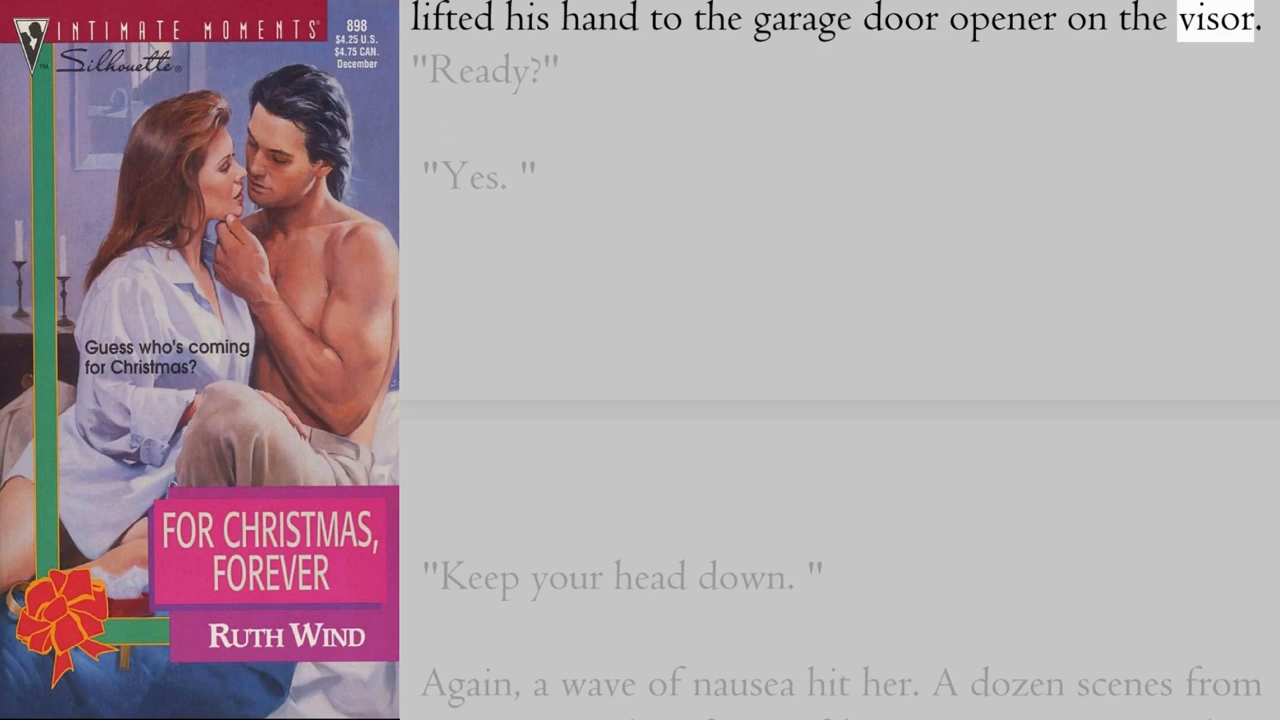 INTIMATE MOMENTS®
Silhouette®
™
898
$4.25 U.S.
$4.75 CAN.
December
Guess who's coming
for Christmas?
FOR CHRISTMAS,
FOREVER
RUTH WIND
lifted his hand to the garage door opener on the visor.
"Ready?"
"Yes. "
"Keep your head down. "
Again, a wave of nausea hit her. A dozen scenes from